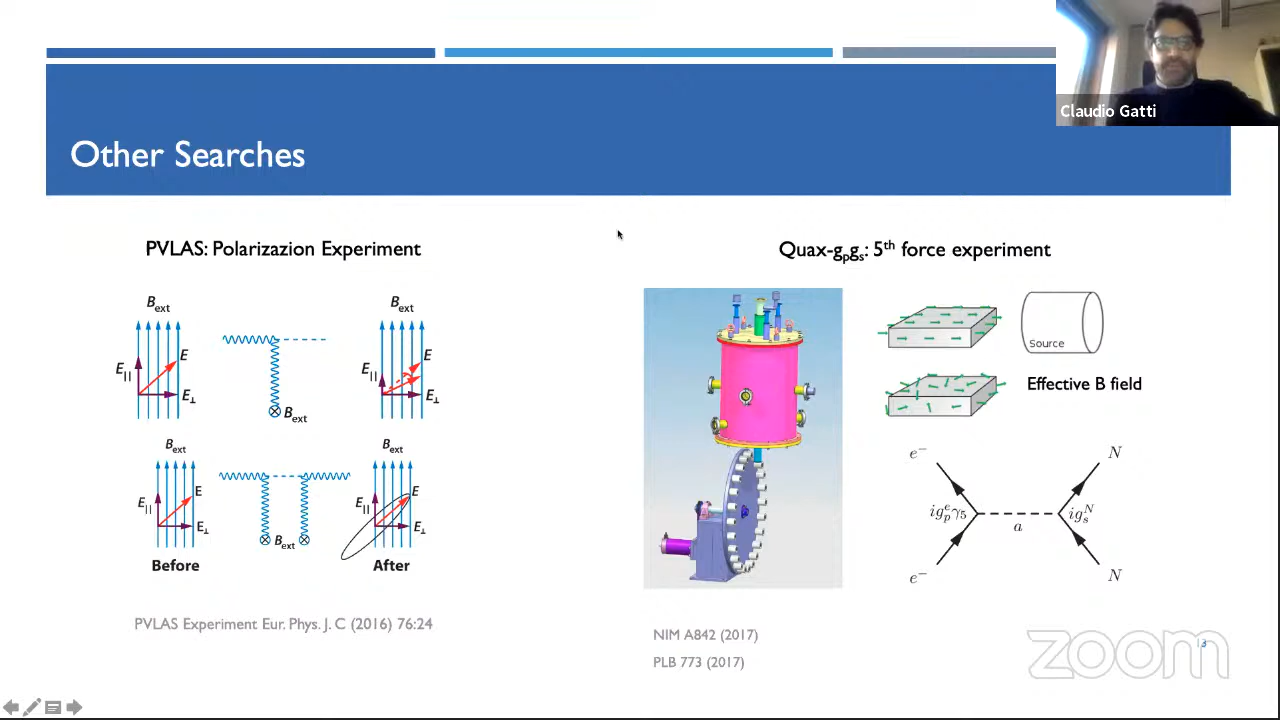 Claudio Gatti
Other Searches
PVLAS: Polarizazion Experiment
Bext
E||
E
E⊥
Bext
Bext
E||
E
E⊥
Bext
E||
E
E⊥
Bext
Bext
E||
E
E⊥
Before
After
PVLAS Experiment Eur. Phys. J. C (2016) 76:24
Quax-gpgs: 5th force experiment
Source
Effective B field
e−
N
igpeγ5
a
igsN
e−
N
NIM A842 (2017)
PLB 773 (2017)
zoom
13